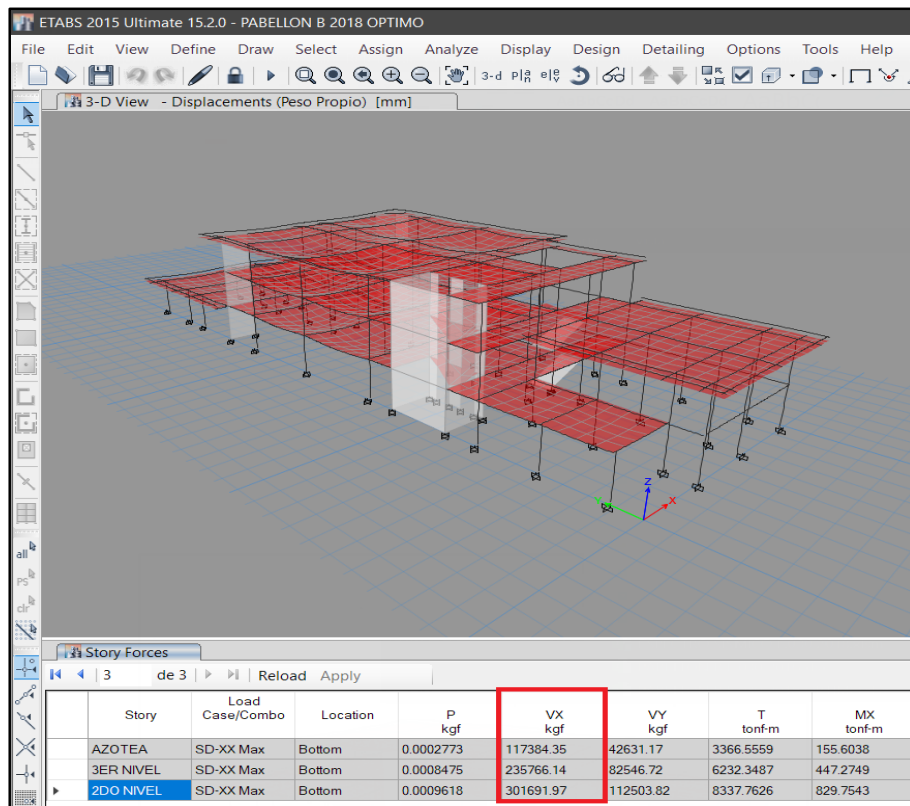 ETABS 2015 Ultimate 15.2.0 - PABELLON B 2018 OPTIMO
File Edit View Define Draw Select Assign Analyze Display Design Detailing Options Tools Help
3-d
3-D View - Displacements (Peso Propio) [mm]
all
PS
clr
Z
X
Story Forces
3 de 3 Reload Apply
Story Load Case/Combo Location P kgf VX kgf VY kgf T tonf-m MX tonf-m
AZOTEA SD-XX Max Bottom 0.0002773 117384.35 42631.17 3366.5559 155.6038
3ER NIVEL SD-XX Max Bottom 0.0008475 235766.14 82546.72 6232.3487 447.2749
2DO NIVEL SD-XX Max Bottom 0.0009618 301691.97 112503.82 8337.7626 829.7543